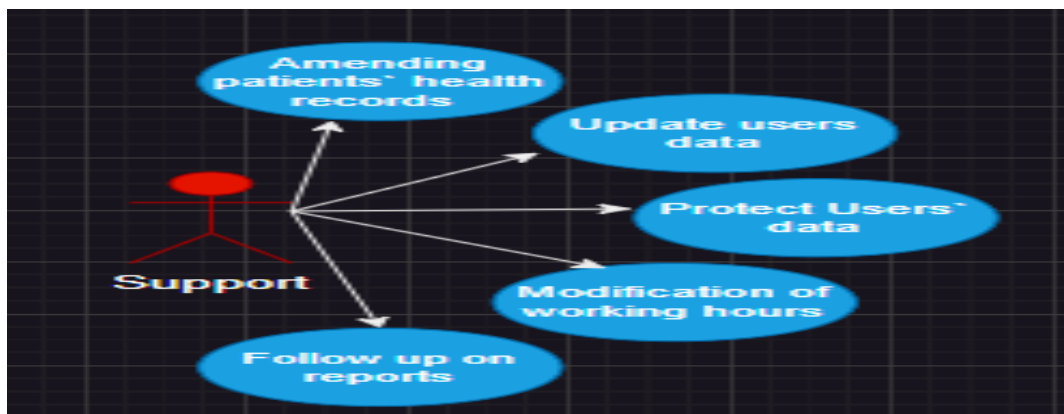 Amending
patients` health
records
Update users
data
Protect Users`
data
Support
Modification of
working hours
Follow up on
reports